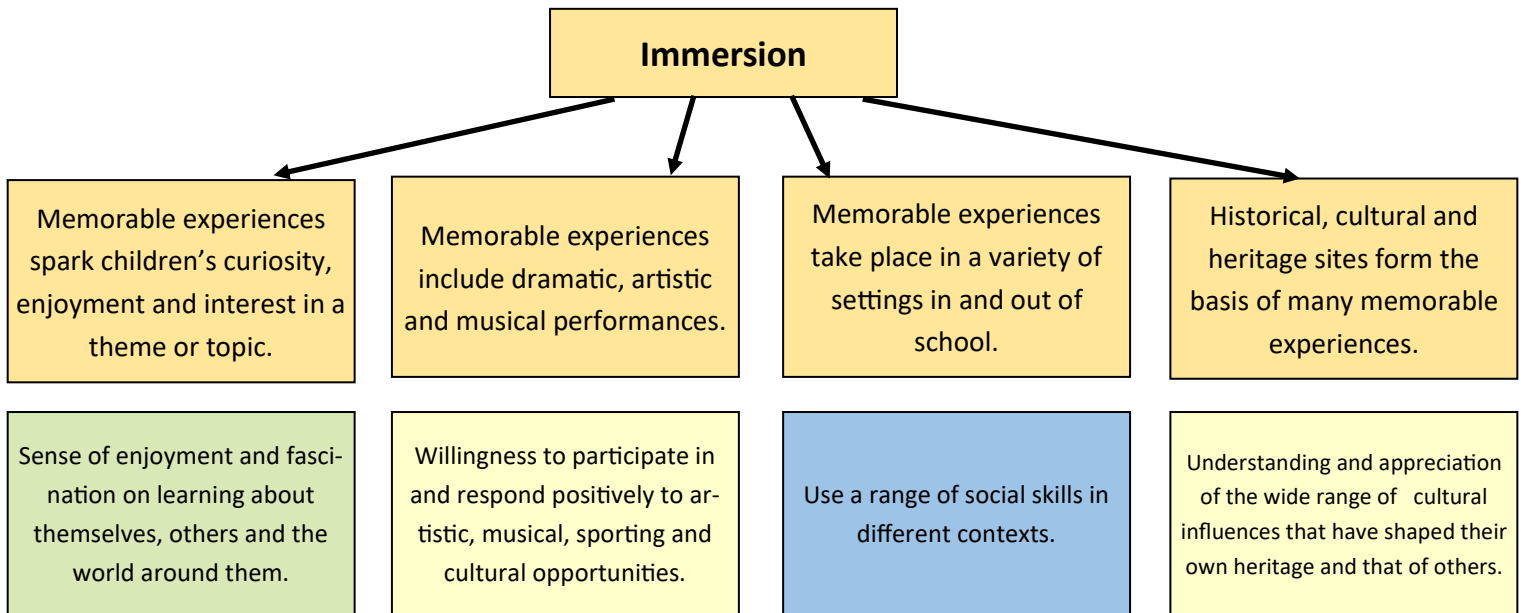 Immersion
Memorable experiences
spark children’s curiosity,
enjoyment and interest in a
theme or topic.
Memorable experiences
include dramatic, artistic
and musical performances.
Memorable experiences
take place in a variety of
settings in and out of
school.
Historical, cultural and
heritage sites form the
basis of many memorable
experiences.
Sense of enjoyment and fasci-
nation on learning about
themselves, others and the
world around them.
Willingness to participate in
and respond positively to ar-
tistic, musical, sporting and
cultural opportunities.
Use a range of social skills in
different contexts.
Understanding and appreciation
of the wide range of cultural
influences that have shaped their
own heritage and that of others.